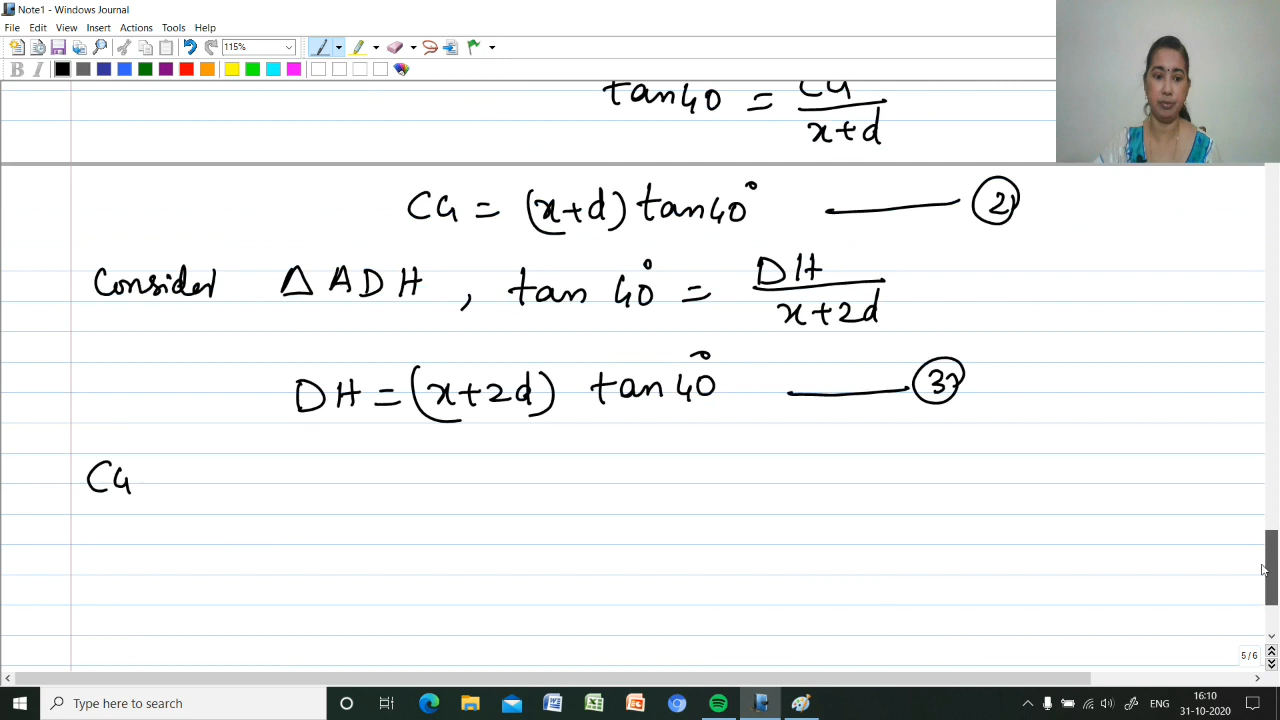 Note1 - Windows Journal
File Edit View Insert Actions Tools Help
115%
B I
tan40 = CG/x+d
CG = (x+d) tan40° —— 2
Consider Δ ADH , tan 40° = DH/x+2d
DH = (x+2d) tan40° —— 3
CG
5 / 6
Type here to search
ENG
16:10
31-10-2020